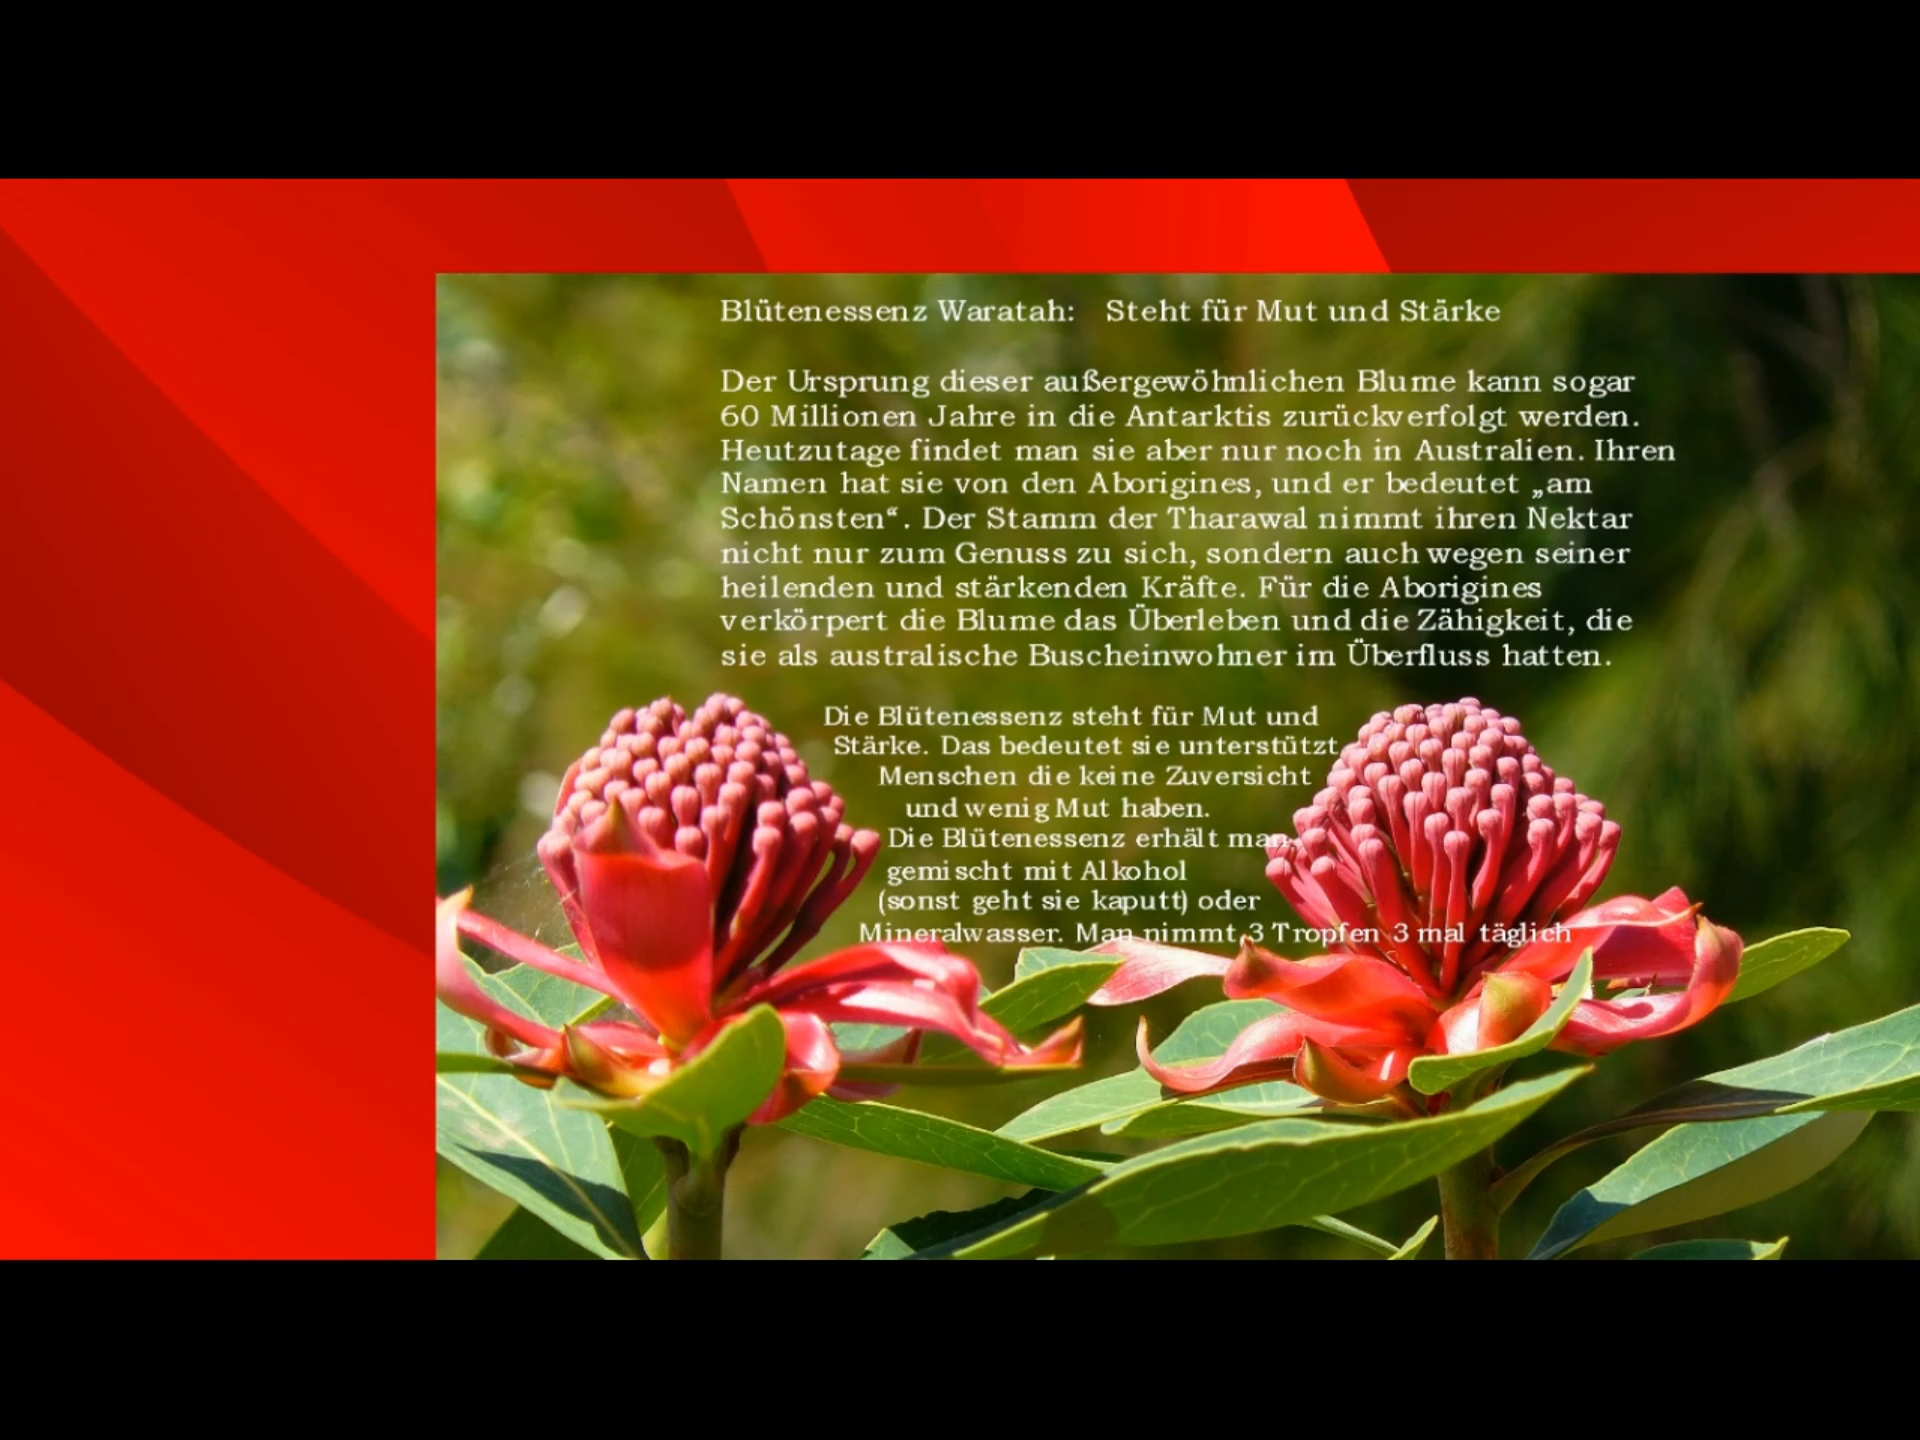 Blütenessenz Waratah: Steht für Mut und Stärke
Der Ursprung dieser außergewöhnlichen Blume kann sogar
60 Millionen Jahre in die Antarktis zurückverfolgt werden.
Heutzutage findet man sie aber nur noch in Australien. Ihren
Namen hat sie von den Aborigines, und er bedeutet „am
Schönsten“. Der Stamm der Tharawal nimmt ihren Nektar
nicht nur zum Genuss zu sich, sondern auch wegen seiner
heilenden und stärkenden Kräfte. Für die Aborigines
verkörpert die Blume das Überleben und die Zähigkeit, die
sie als australische Buscheinwohner im Überfluss hatten.
Die Blütenessenz steht für Mut und
Stärke. Das bedeutet sie unterstützt
Menschen die keine Zuversicht
und wenig Mut haben.
Die Blütenessenz erhält man
gemischt mit Alkohol
(sonst geht sie kaputt) oder
Mineralwasser. Man nimmt 3 Tropfen 3 mal täglich